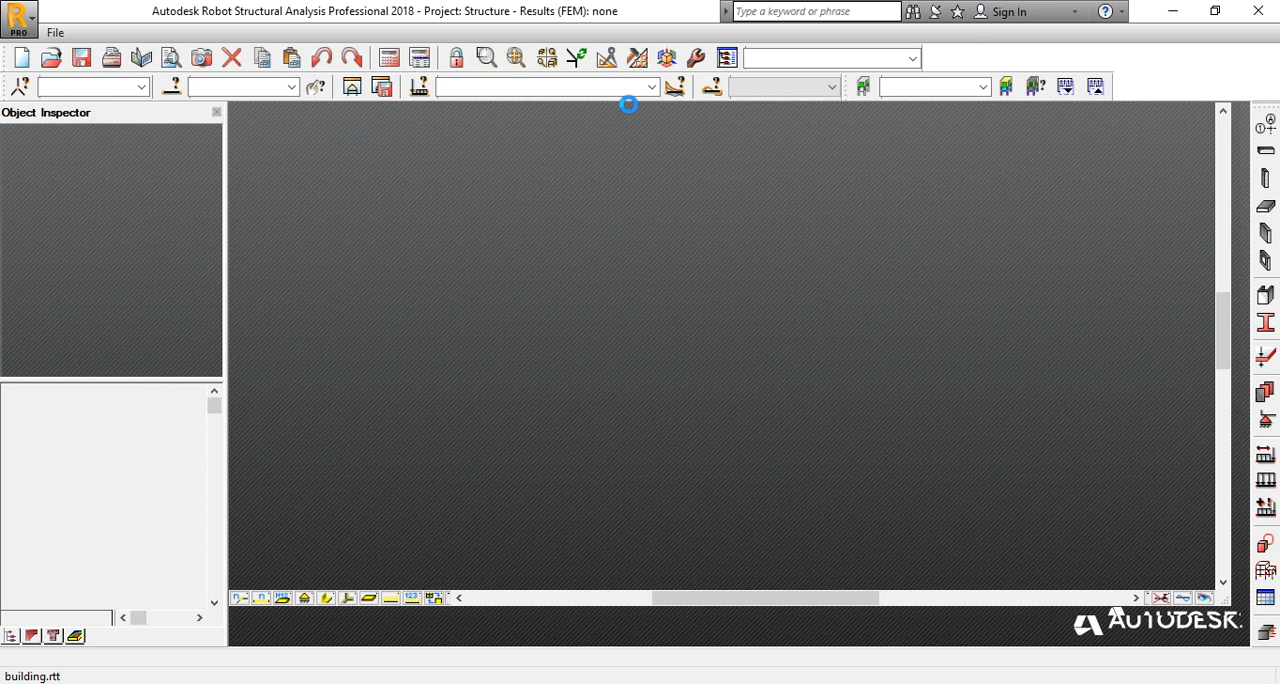 Autodesk Robot Structural Analysis Professional 2018 - Project: Structure - Results (FEM): none
Type a keyword or phrase
Sign In
PRO
File
Object Inspector
AUTODESK.
building.rtt